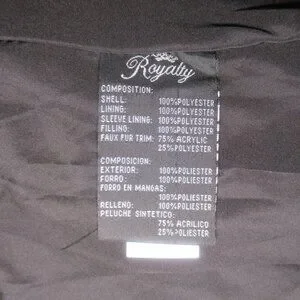 Royalty
COMPOSITION:
SHELL: 100%POLYESTER
LINING: 100%POLYESTER
SLEEVE LINING: 100%POLYESTER
FILLING: 100%POLYESTER
FAUX FUR TRIM: 75% ACRYLIC
25%POLYESTER
COMPOSICION:
EXTERIOR: 100%POLIESTER
FORRO: 100%POLIESTER
FORRO EN MANGAS:
100%POLIESTER
RELLENO: 100%POLIESTER
PELUCHE SINTETICO:
75% ACRILICO
25%POLIESTER